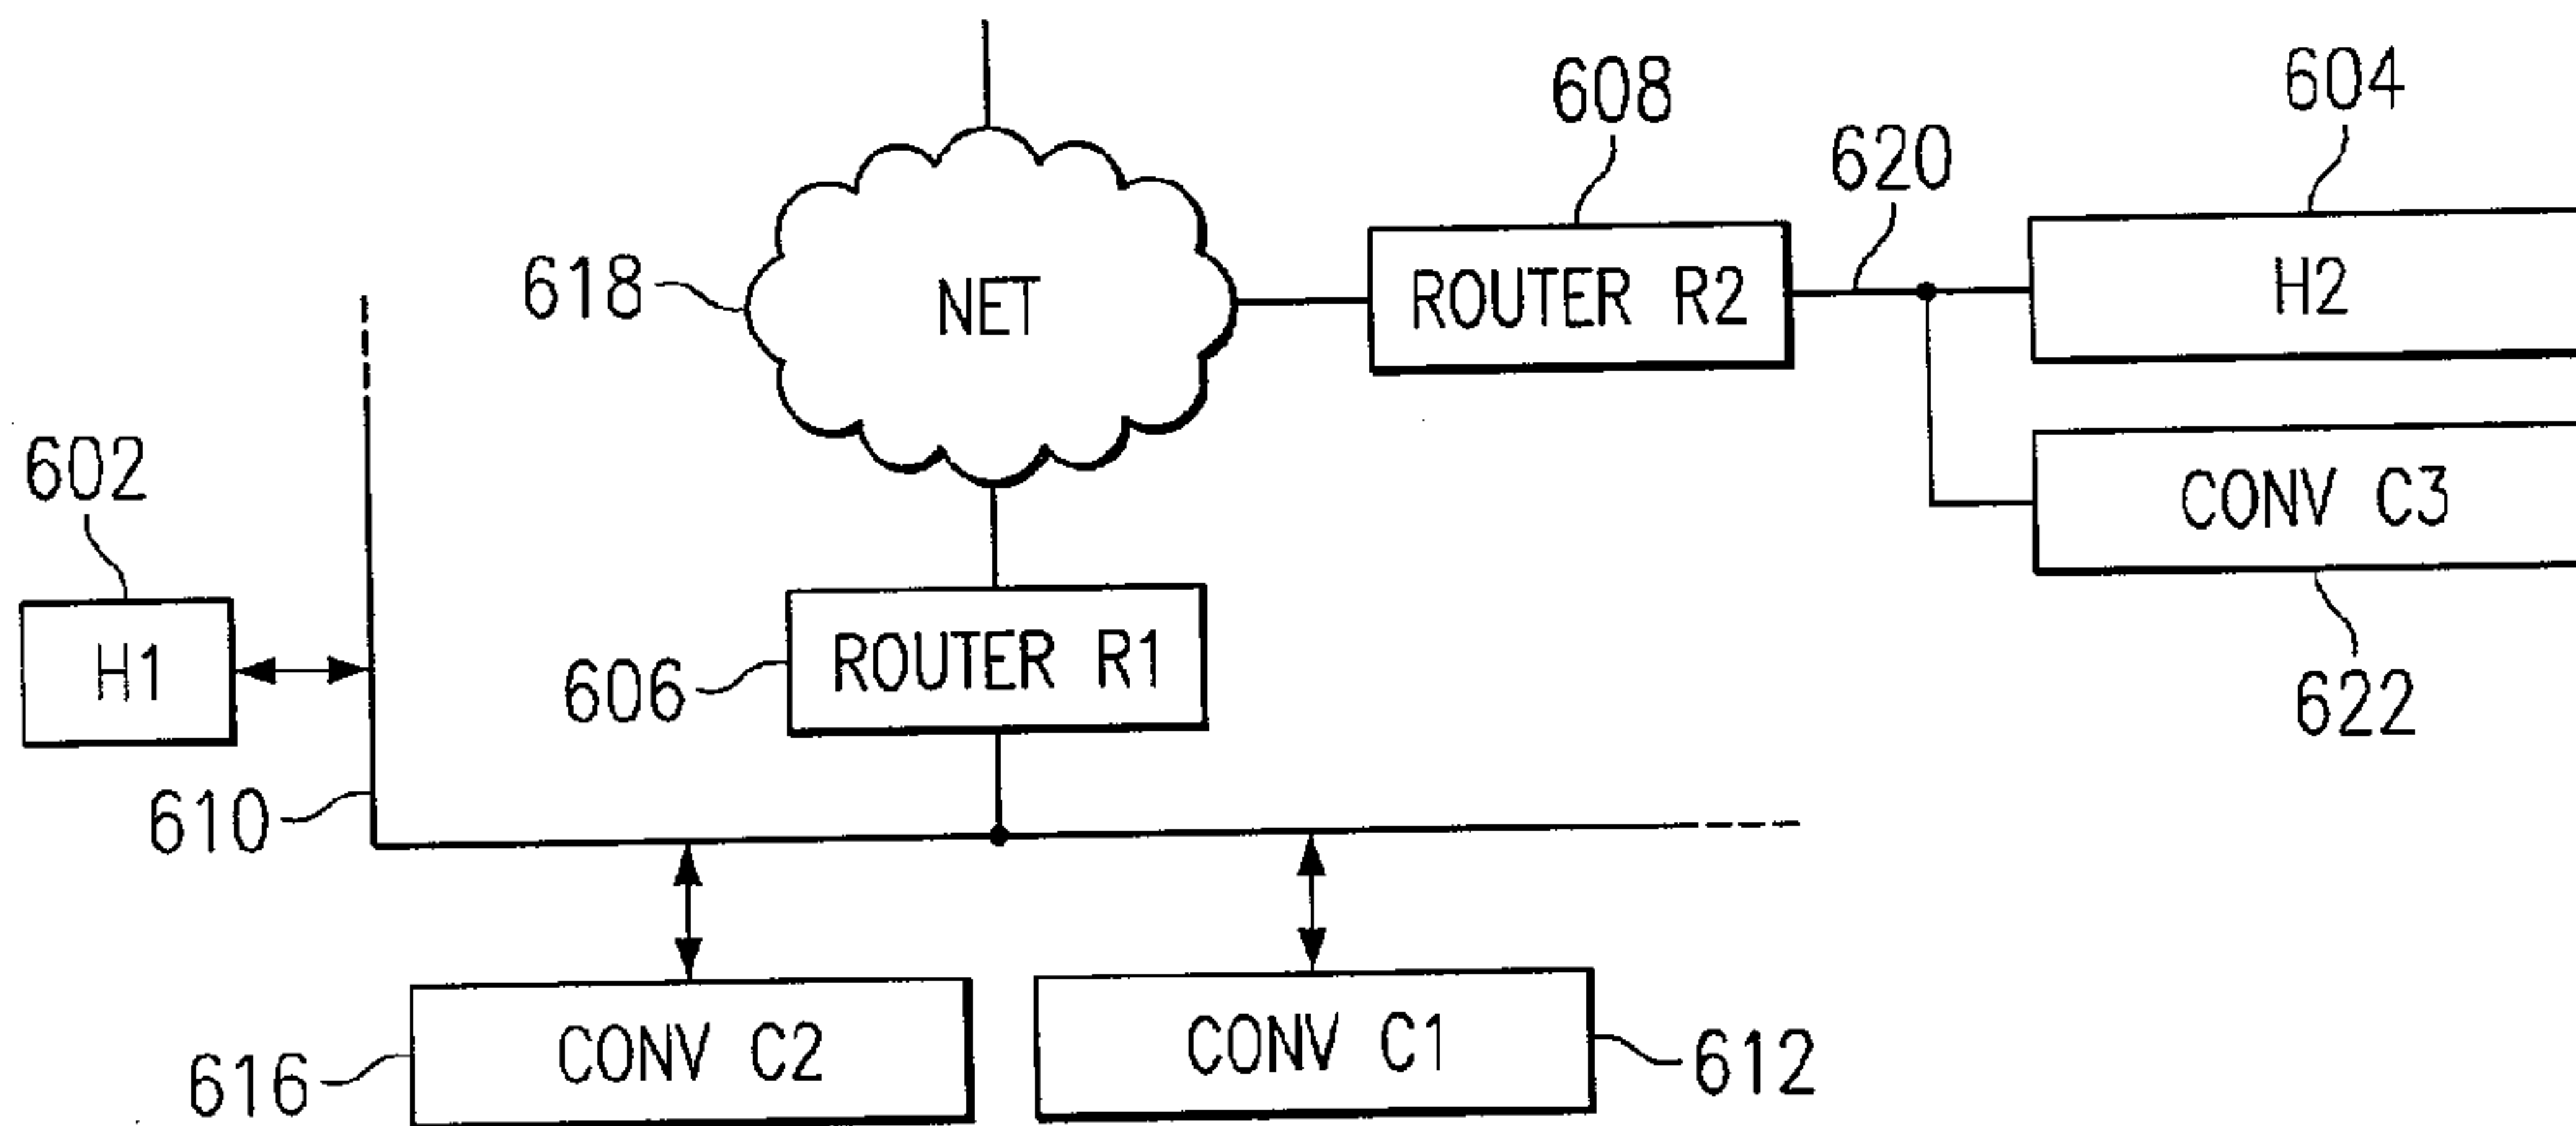 608
604
620
618
NET
ROUTER R2
H2
602
CONV C3
H1
606
ROUTER R1
622
610
616
CONV C2
CONV C1
612